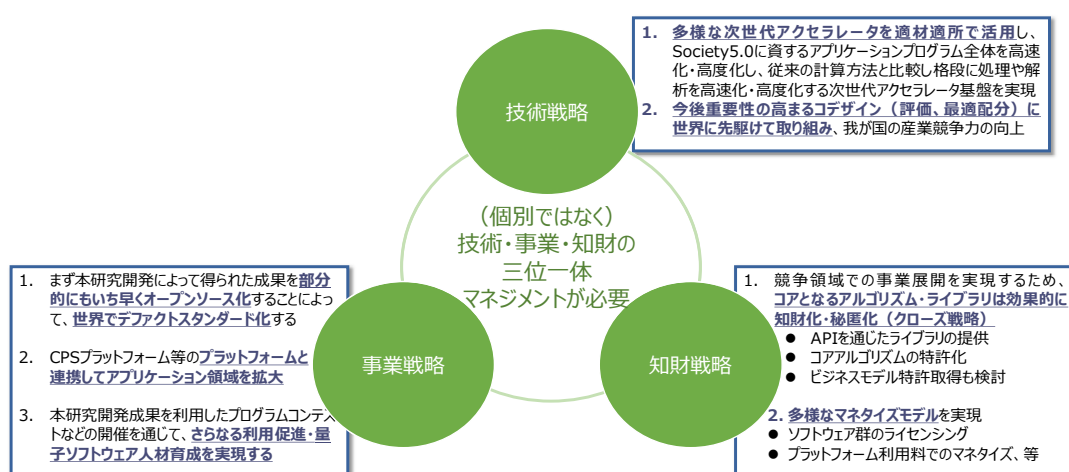 1. 多様な次世代アクセラレータを適材適所で活用し、
Society5.0に資するアプリケーションプログラム全体を高速
化・高度化し、従来の計算方法と比較し格段に処理や解
析を高速化・高度化する次世代アクセラレータ基盤を実現
2. 今後重要性の高まるコデザイン（評価、最適配分）に
世界に先駆けて取り組み、我が国の産業競争力の向上
技術戦略
（個別ではなく）
技術・事業・知財の
三位一体
マネジメントが必要
1. まず本研究開発によって得られた成果を部分
的にもいち早くオープンソース化することによっ
て、世界でデファクトスタンダード化する
2. CPSプラットフォーム等のプラットフォームと
連携してアプリケーション領域を拡大
3. 本研究開発成果を利用したプログラムコンテス
トなどの開催を通じて、さらなる利用促進・量
子ソフトウェア人材育成を実現する
事業戦略
知財戦略
1. 競争領域での事業展開を実現するため、
コアとなるアルゴリズム・ライブラリは効果的に
知財化・秘匿化（クローズ戦略）
● APIを通じたライブラリの提供
● コアアルゴリズムの特許化
● ビジネスモデル特許取得も検討
2. 多様なマネタイズモデルを実現
● ソフトウェア群のライセンシング
● プラットフォーム利用料でのマネタイズ、等